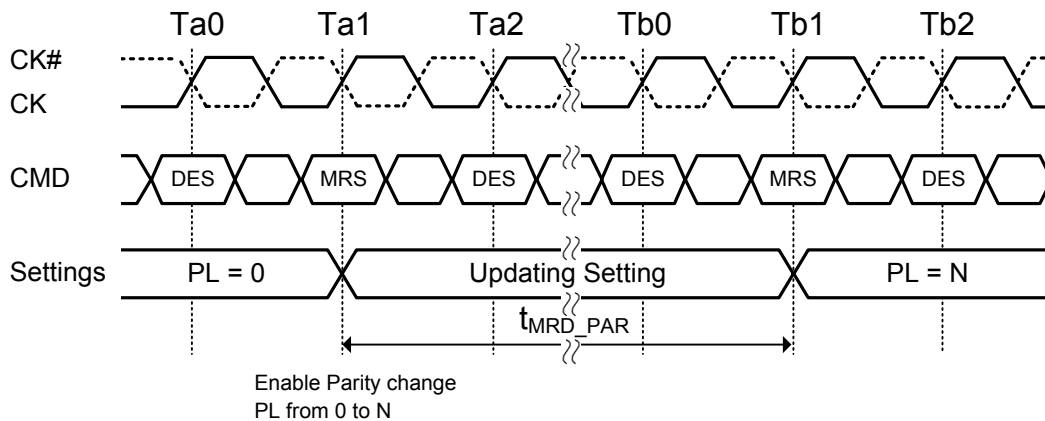 Ta0 Ta1 Ta2 Tb0 Tb1 Tb2
CK#
CK
CMD DES MRS DES DES MRS DES
Settings PL = 0 Updating Setting PL = N
tMRD_PAR
Enable Parity change
PL from 0 to N